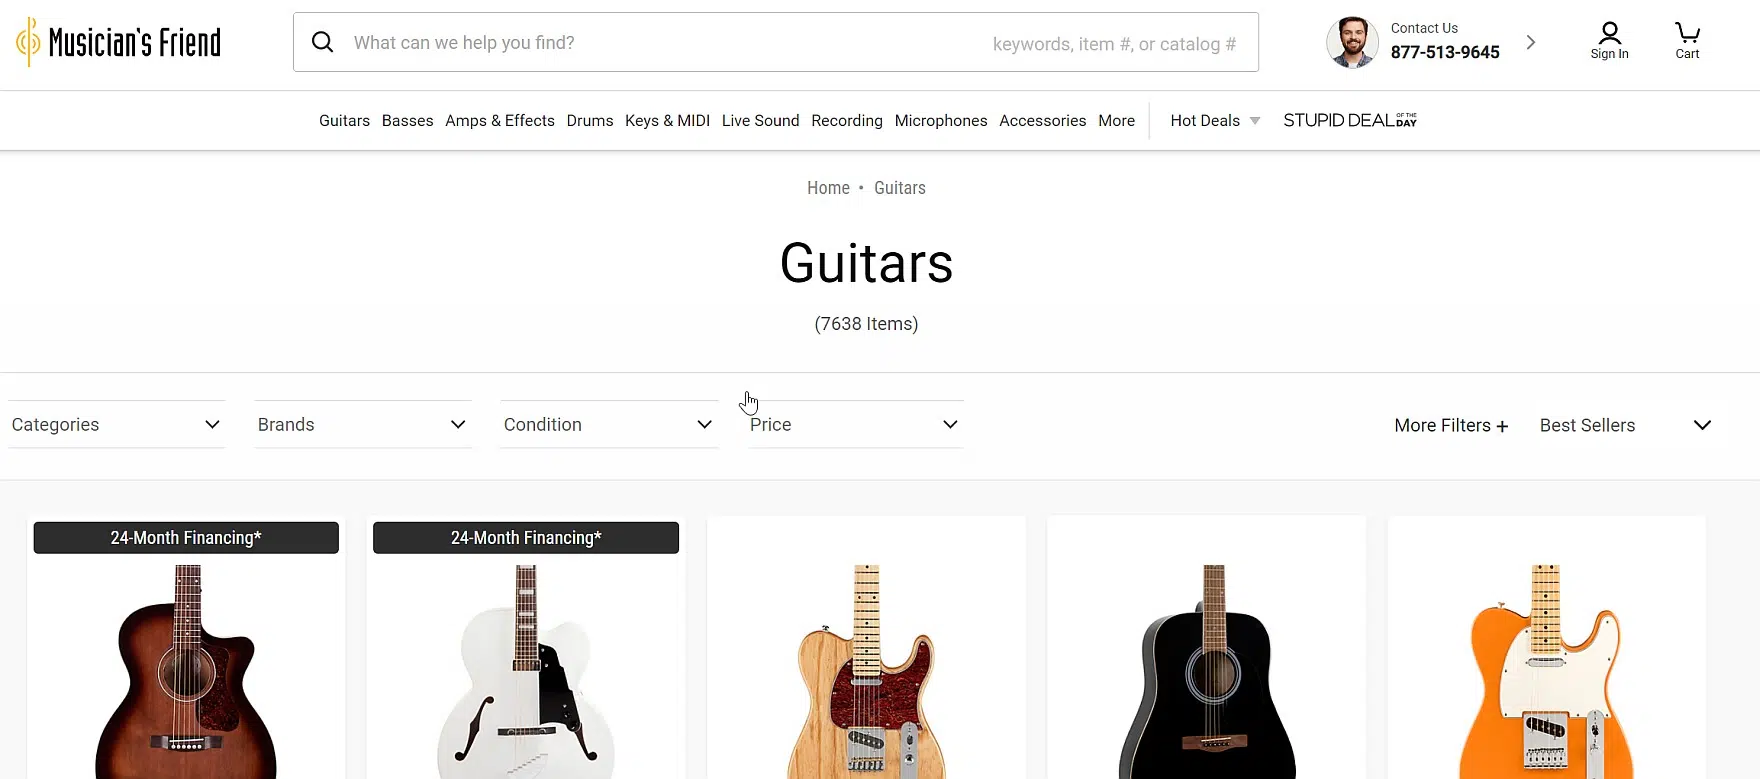 Musician's Friend
What can we help you find?
keywords, item #, or catalog #
Contact Us
877-513-9645
Sign In
Cart
Guitars Basses Amps & Effects Drums Keys & MIDI Live Sound Recording Microphones Accessories More Hot Deals STUPID DEAL OF THE DAY
Home • Guitars
Guitars
(7638 Items)
Categories Brands Condition Price More Filters + Best Sellers
24-Month Financing* 24-Month Financing*